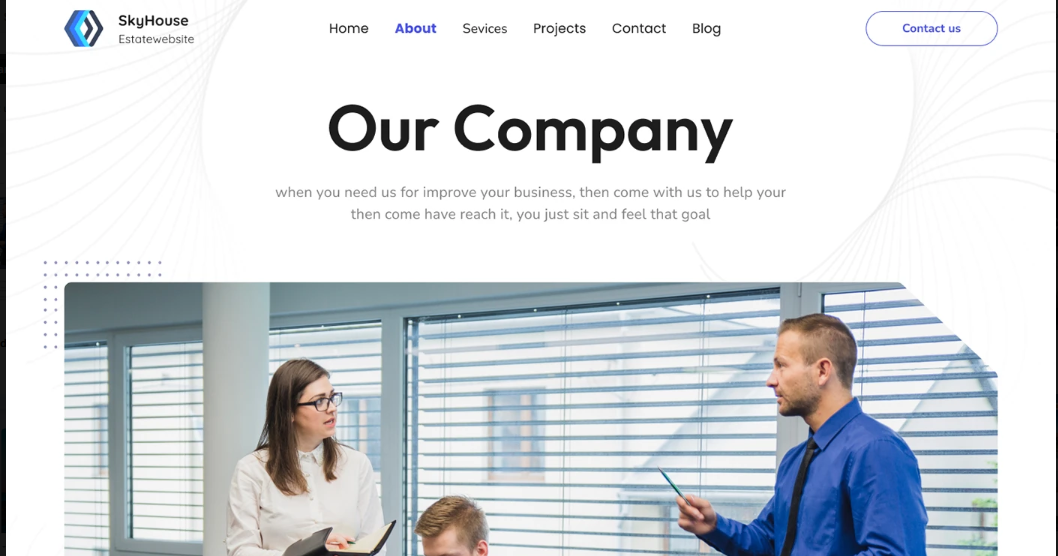 SkyHouse
Estatewebsite
Home About Sevices Projects Contact Blog
Contact us
Our Company
when you need us for improve your business, then come with us to help your
then come have reach it, you just sit and feel that goal